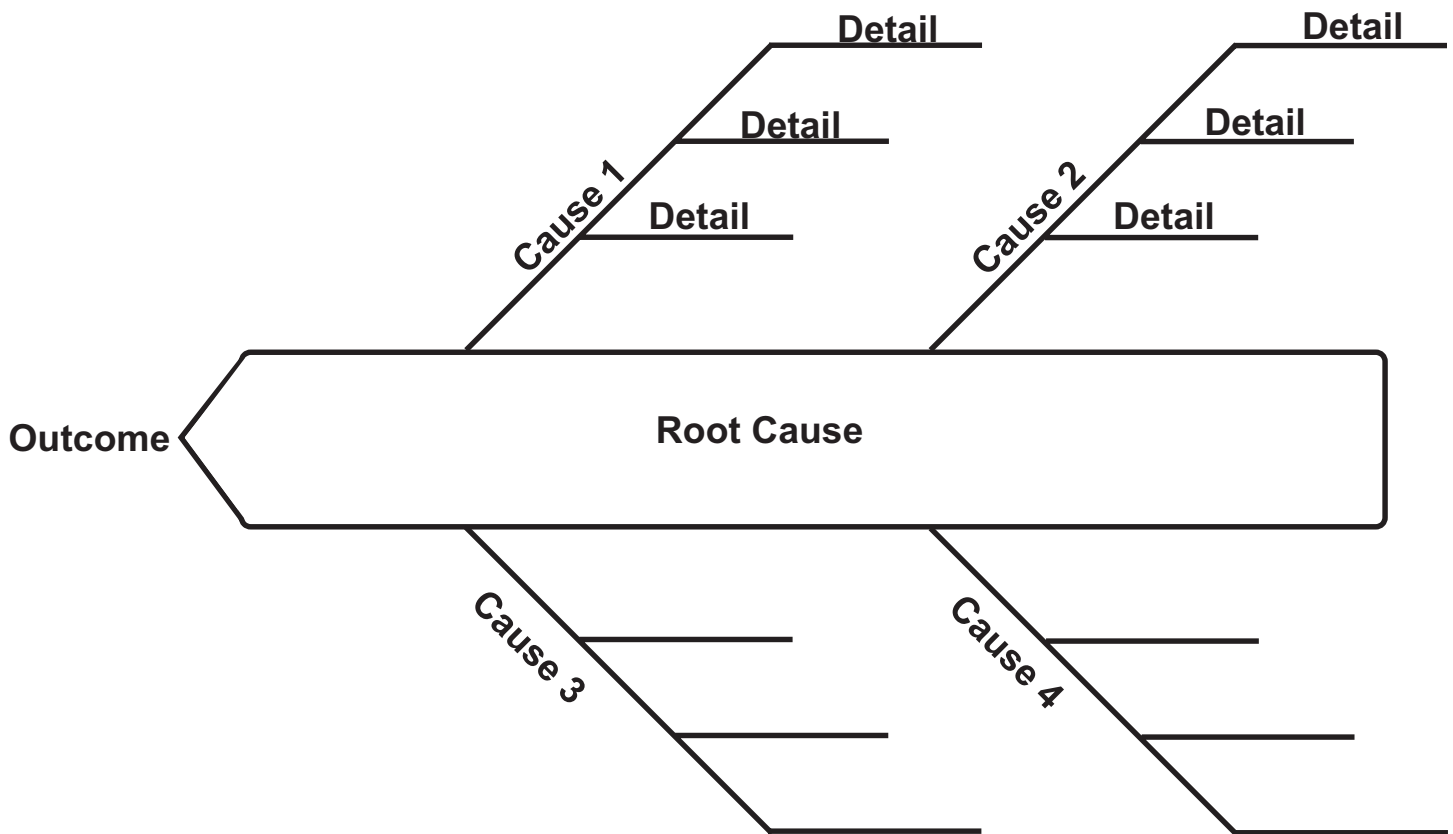 Detail
Detail
Detail
Detail
Cause 1
Detail
Cause 2
Detail
Outcome
Root Cause
Cause 3
Cause 4